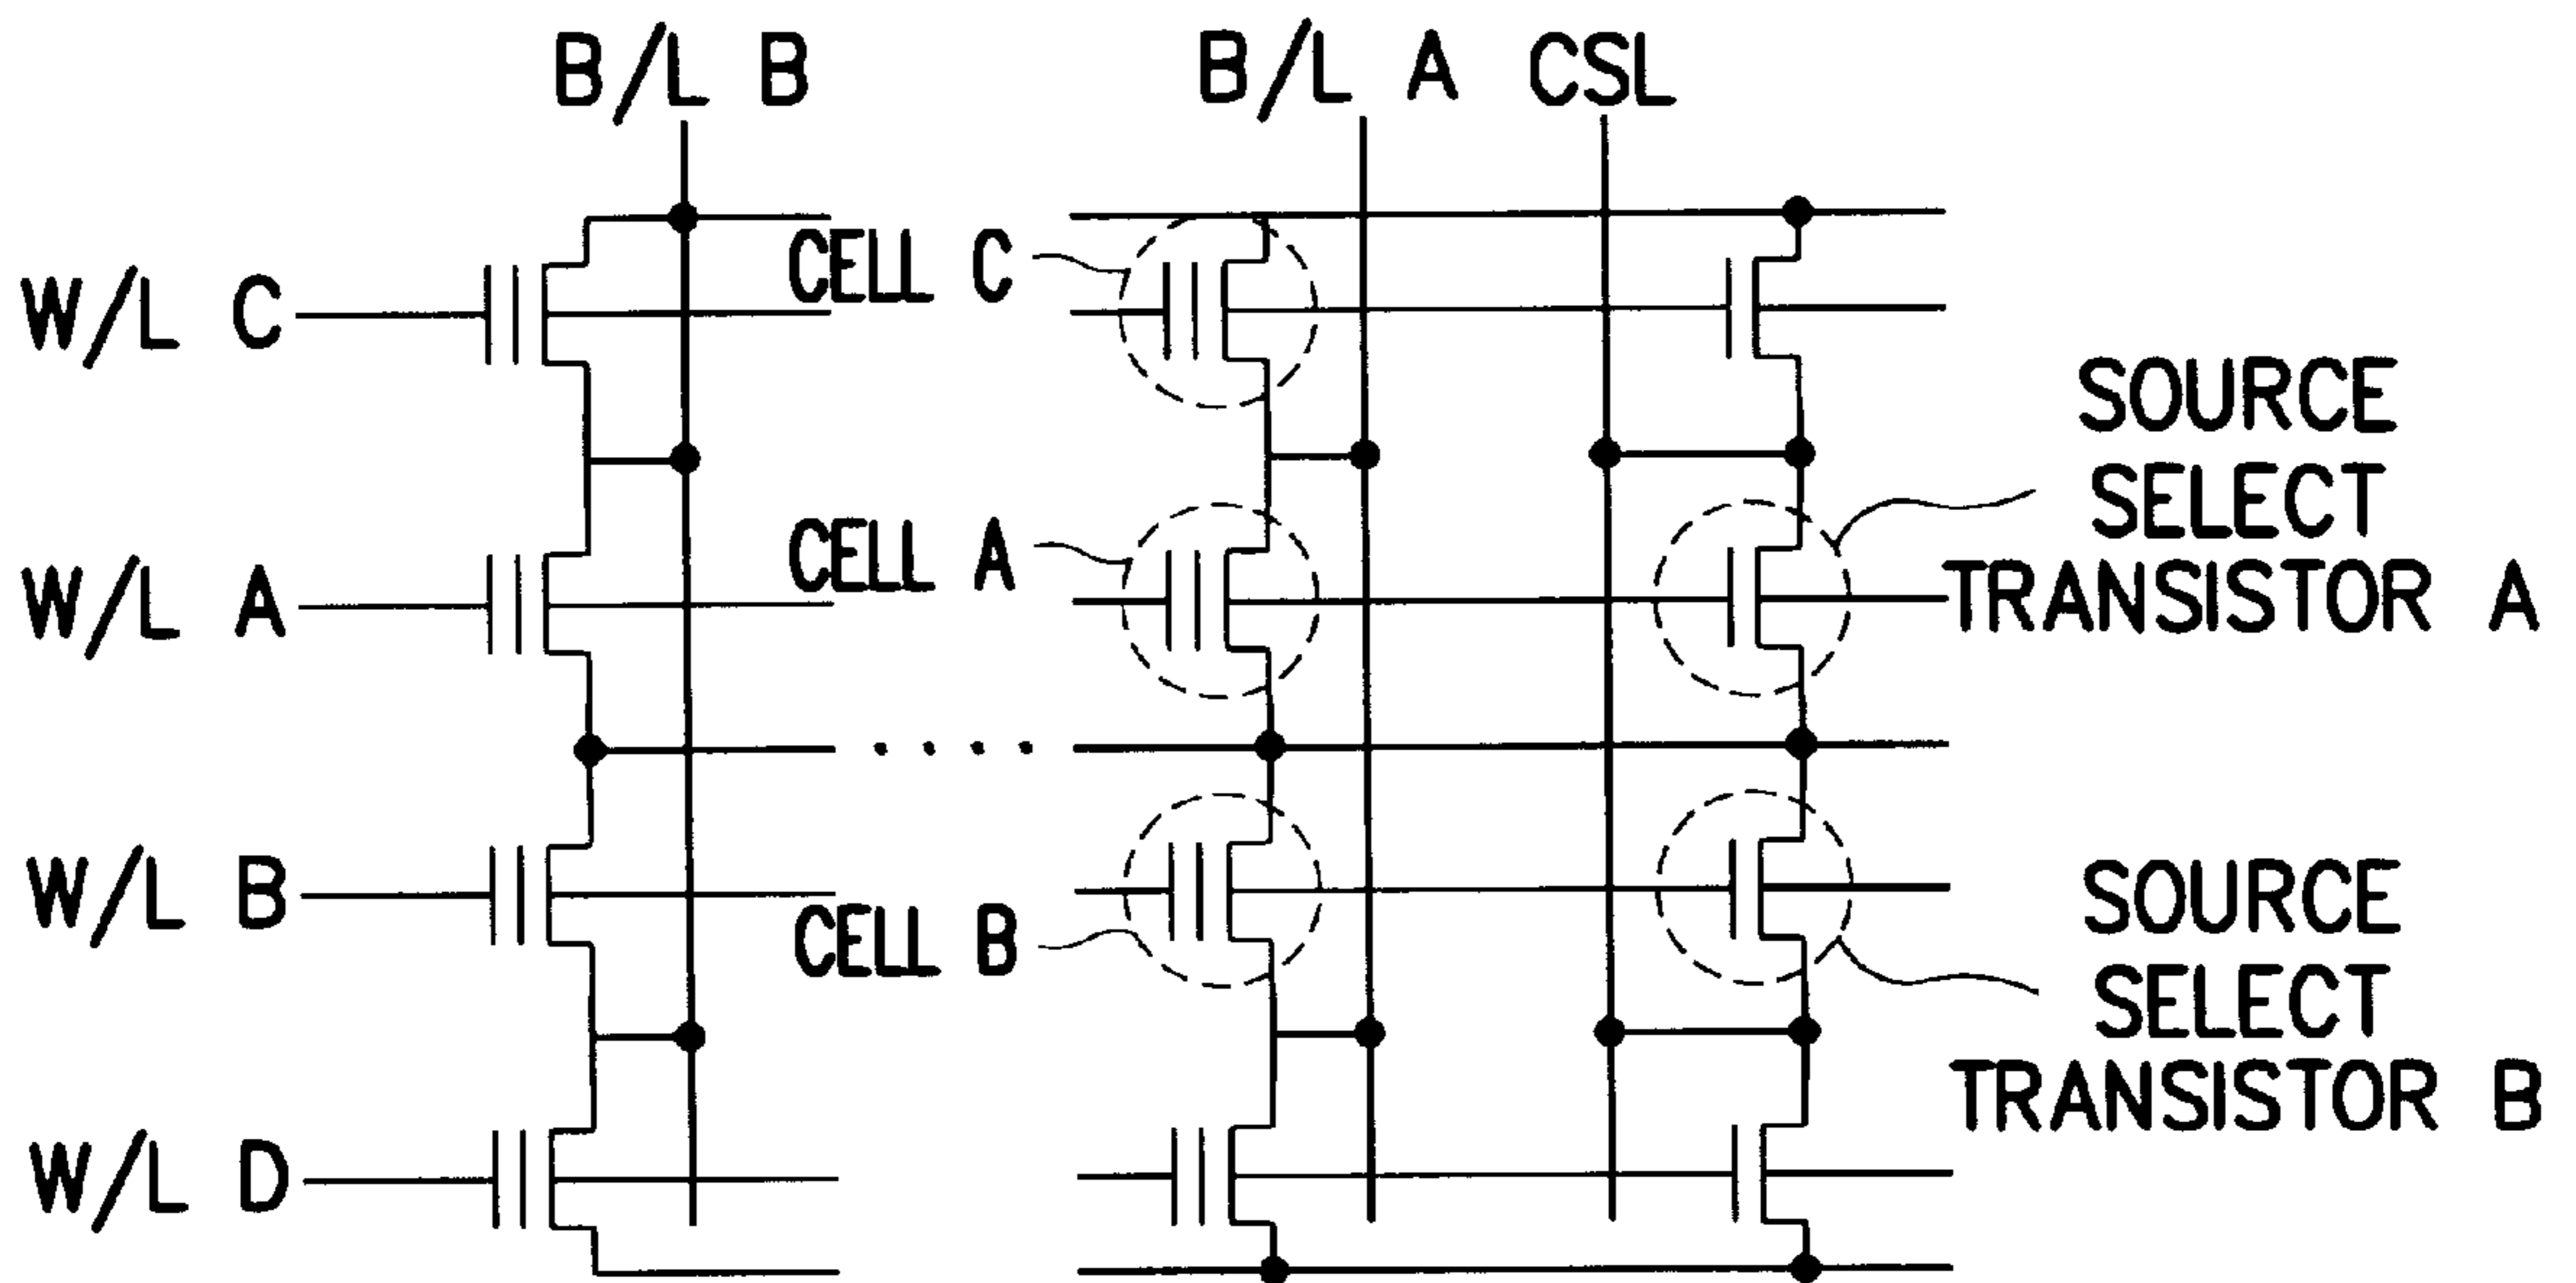 B/L B
B/L A
CSL
W/L C
CELL C
SOURCE
SELECT
TRANSISTOR A
W/L A
CELL A
W/L B
CELL B
SOURCE
SELECT
TRANSISTOR B
W/L D